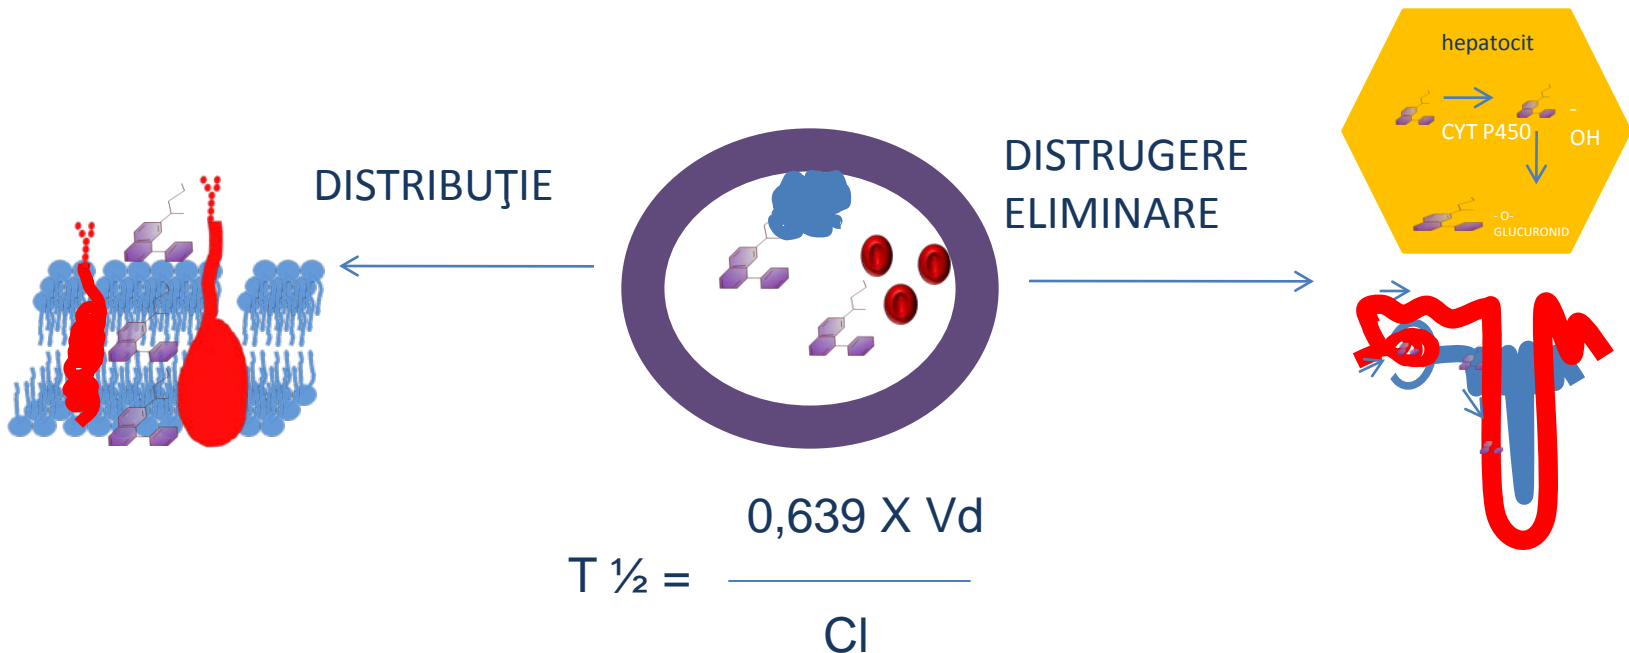 hepatocit
CYT P450
-
OH
- O-
GLUCURONID
DISTRIBUŢIE
DISTRUGERE
ELIMINARE
0,639 X Vd
T ½ =
Cl